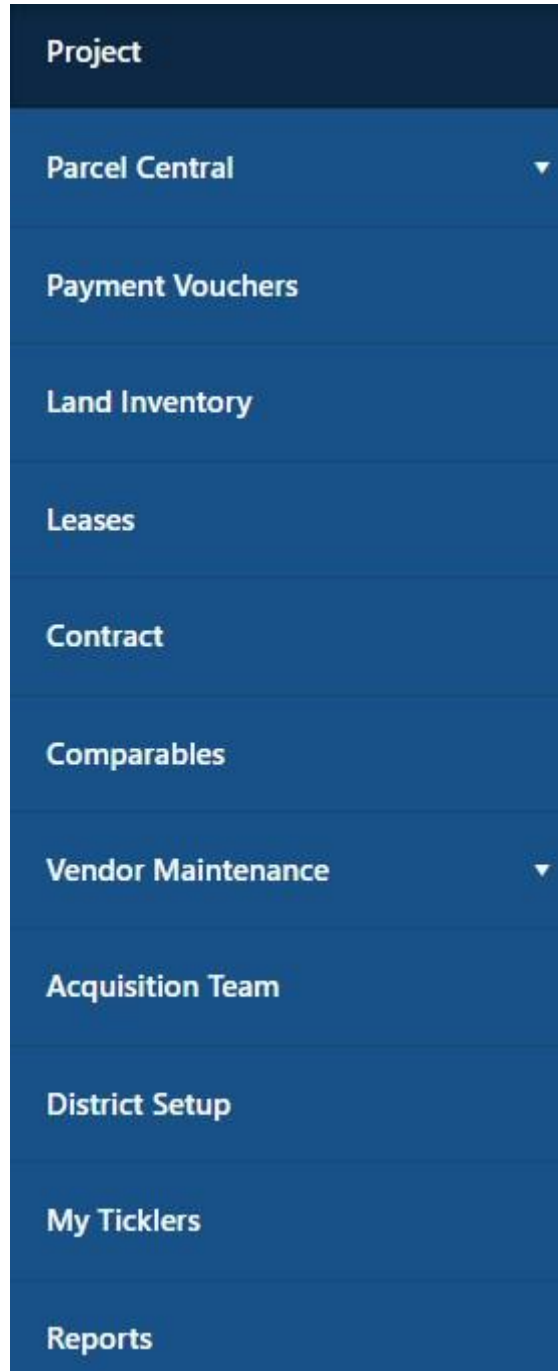 Project
Parcel Central
Payment Vouchers
Land Inventory
Leases
Contract
Comparables
Vendor Maintenance
Acquisition Team
District Setup
My Ticklers
Reports